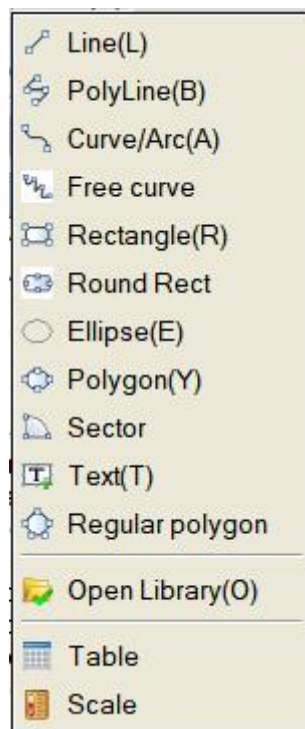 Line(L)
PolyLine(B)
Curve/Arc(A)
Free curve
Rectangle(R)
Round Rect
Ellipse(E)
Polygon(Y)
Sector
Text(T)
Regular polygon
Open Library(O)
Table
Scale